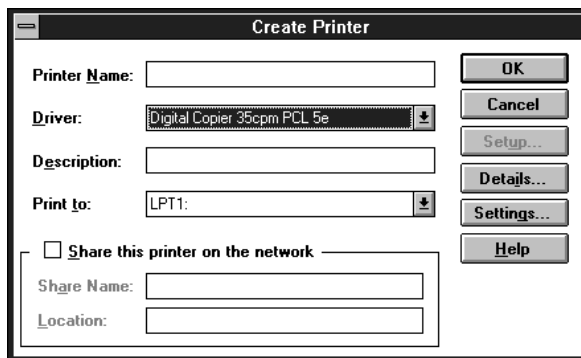 Create Printer
Printer Name:
Driver: Digital Copier 35cpm PCL 5e
Description:
Print to: LPT1:
Share this printer on the network
Share Name:
Location:
OK
Cancel
Setup...
Details...
Settings...
Help